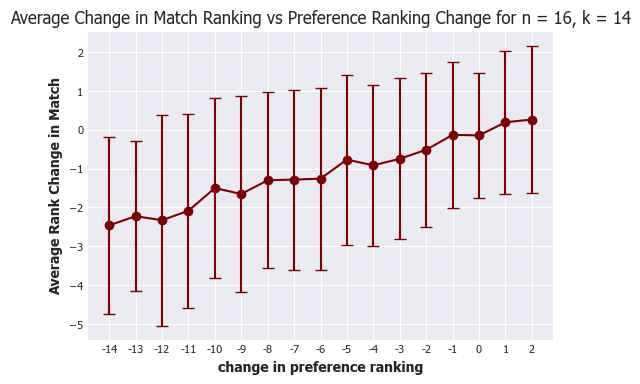 Average Change in Match Ranking vs Preference Ranking Change for n = 16, k = 14
Average Rank Change in Match
2
1
0
−1
−2
−3
−4
−5
-14 -13 -12 -11 -10 -9 -8 -7 -6 -5 -4 -3 -2 -1 0 1 2
change in preference ranking